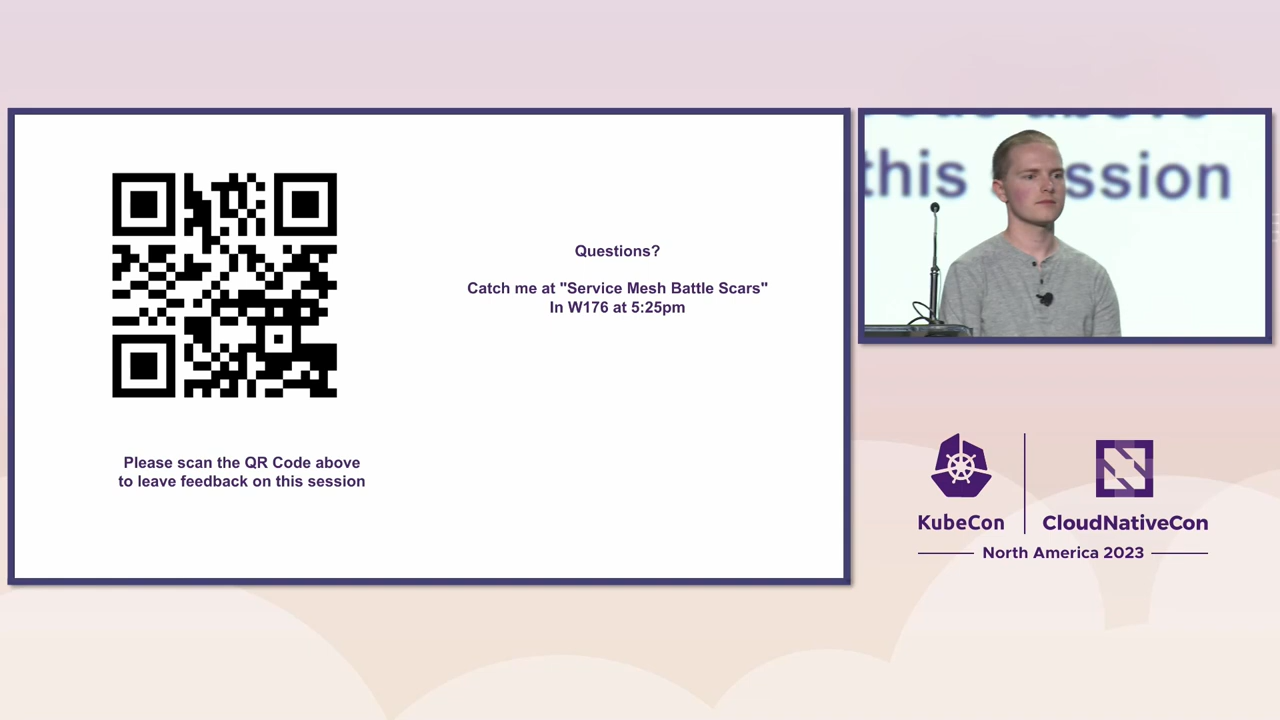 Questions?
Catch me at "Service Mesh Battle Scars"
In W176 at 5:25pm
Please scan the QR Code above
to leave feedback on this session
this session
KubeCon
CloudNativeCon
North America 2023